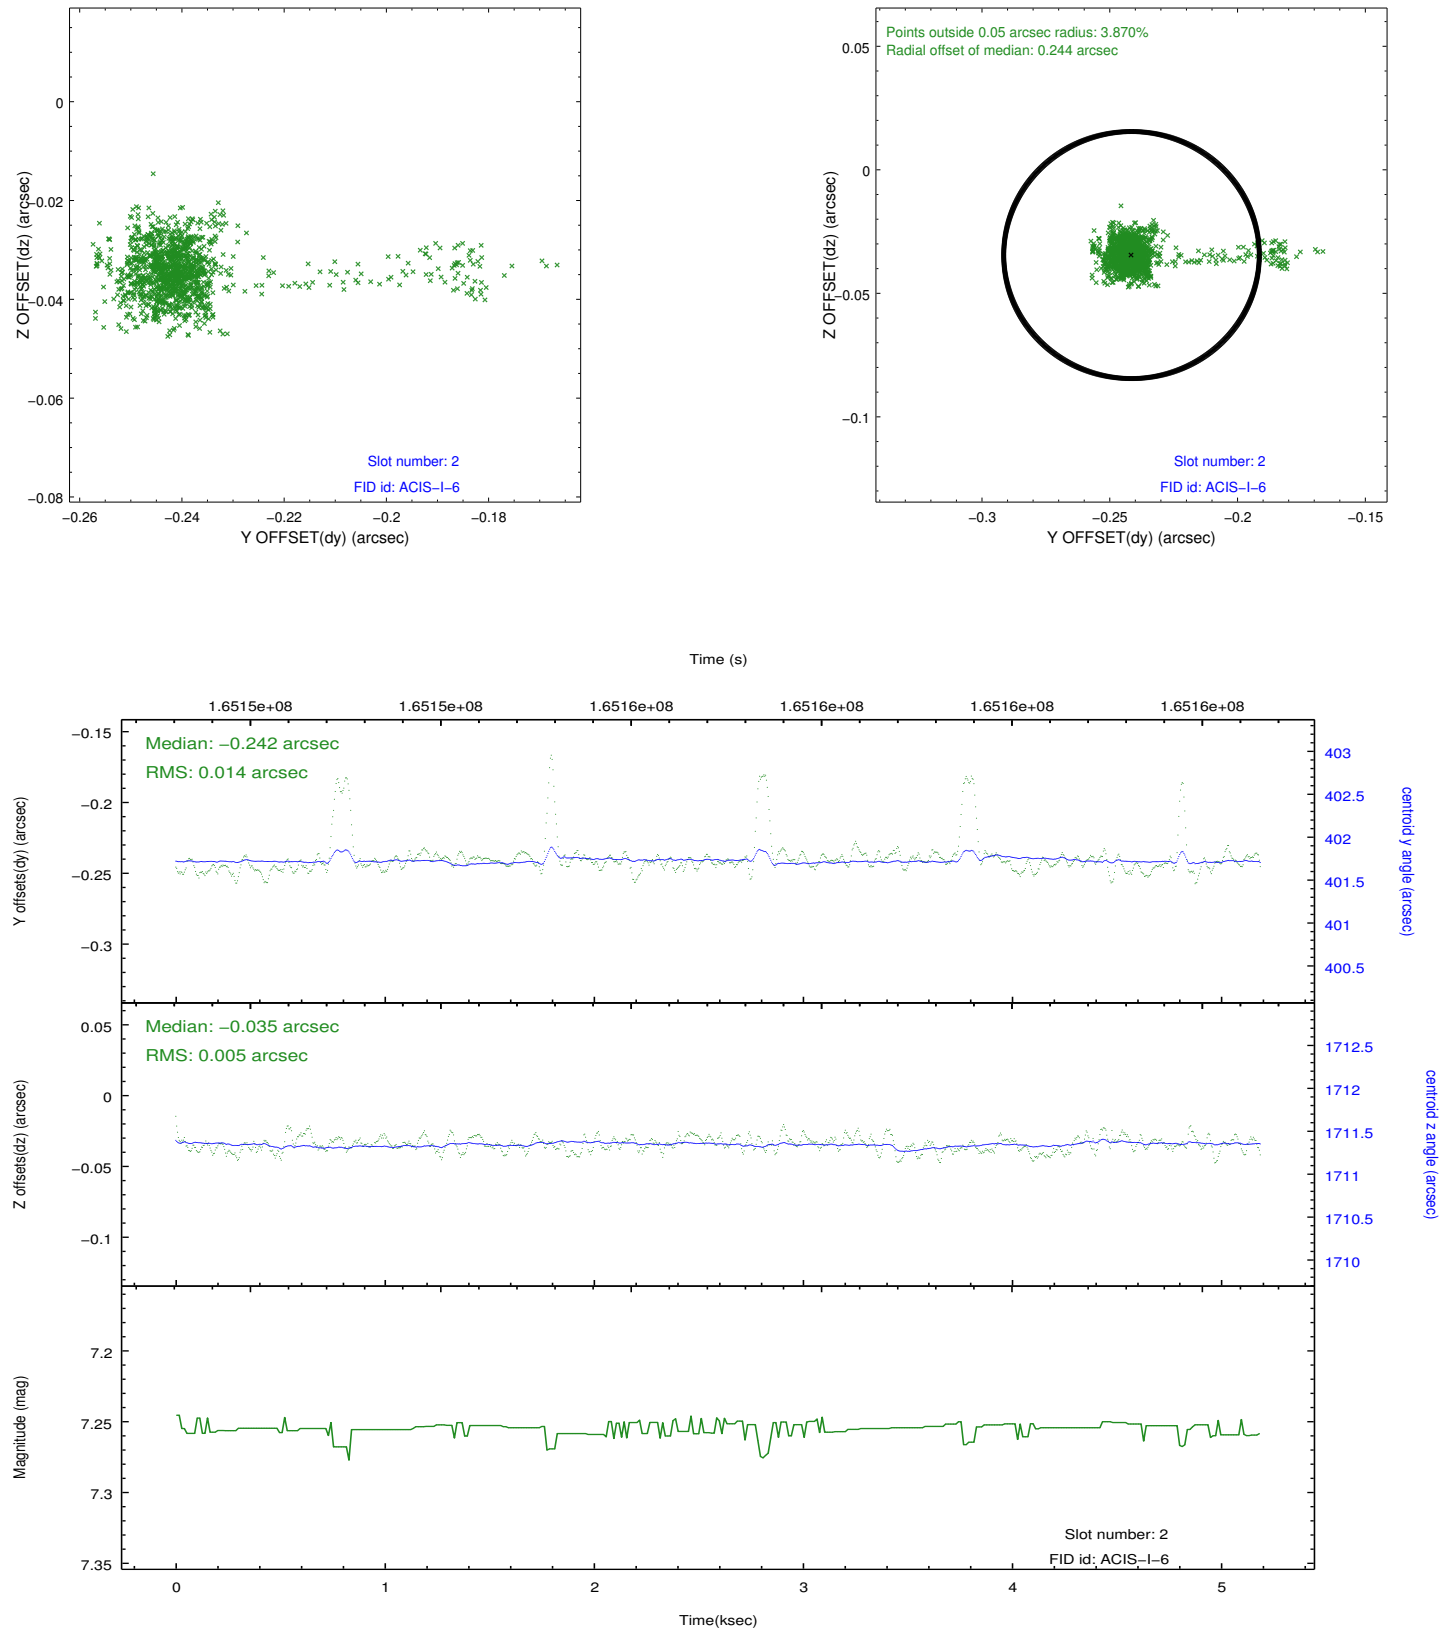 0
−0.02
−0.04
−0.06
−0.08
Z OFFSET(dz) (arcsec)
Slot number: 2
FID id: ACIS−I−6
−0.26
−0.24
−0.22
−0.2
−0.18
Y OFFSET(dy) (arcsec)
Points outside 0.05 arcsec radius: 3.870%
Radial offset of median: 0.244 arcsec
0.05
0
−0.05
−0.1
Z OFFSET(dz) (arcsec)
Slot number: 2
FID id: ACIS−I−6
−0.3
−0.25
−0.2
−0.15
Y OFFSET(dy) (arcsec)
Time (s)
1.6515e+08
1.6515e+08
1.6516e+08
1.6516e+08
1.6516e+08
1.6516e+08
Median: −0.242 arcsec
RMS: 0.014 arcsec
−0.15
−0.2
−0.25
−0.3
Y offsets(dy) (arcsec)
403
402.5
402
401.5
401
400.5
centroid y angle (arcsec)
Median: −0.035 arcsec
RMS: 0.005 arcsec
0.05
0
−0.05
−0.1
Z offsets(dz) (arcsec)
1712.5
1712
1711.5
1711
1710.5
1710
centroid z angle (arcsec)
7.2
7.25
7.3
7.35
Magnitude (mag)
Slot number: 2
FID id: ACIS−I−6
0
1
2
3
4
5
Time(ksec)